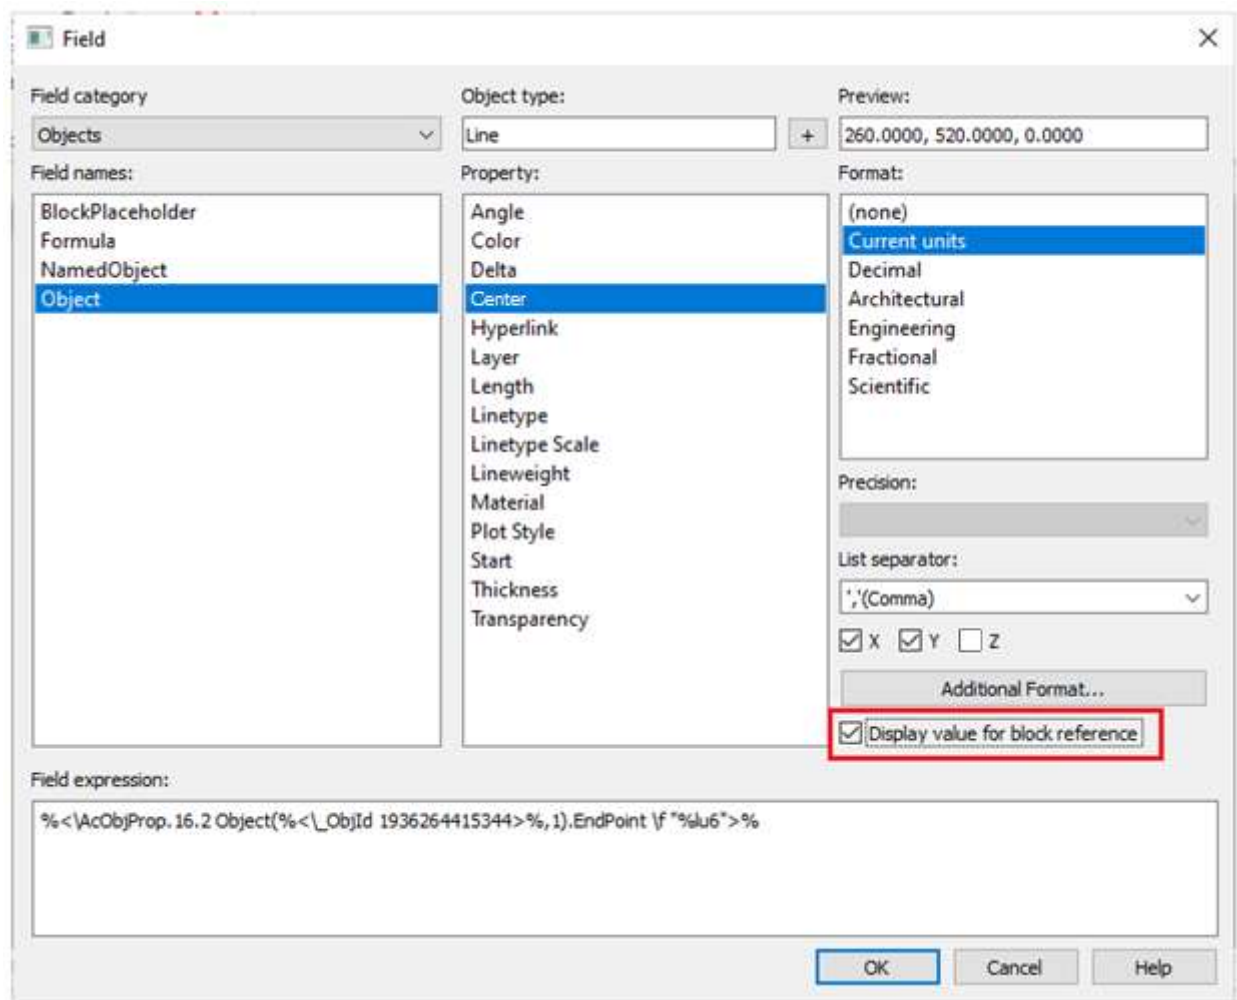 Field
Field category
Object type:
Preview:
Objects
Line
+
260.0000, 520.0000, 0.0000
Field names:
Property:
Format:
BlockPlaceholder
Formula
NamedObject
Object
Angle
Color
Delta
Center
Hyperlink
Layer
Length
Linetype
Linetype Scale
Lineweight
Material
Plot Style
Start
Thickness
Transparency
(none)
Current units
Decimal
Architectural
Engineering
Fractional
Scientific
Precision:
List separator:
','(Comma)
X Y Z
Additional Format...
Display value for block reference
Field expression:
%<\AcObjProp.16.2 Object(%<\_ObjId 1936264415344>%,1).EndPoint \f "%lu6">%
OK Cancel Help